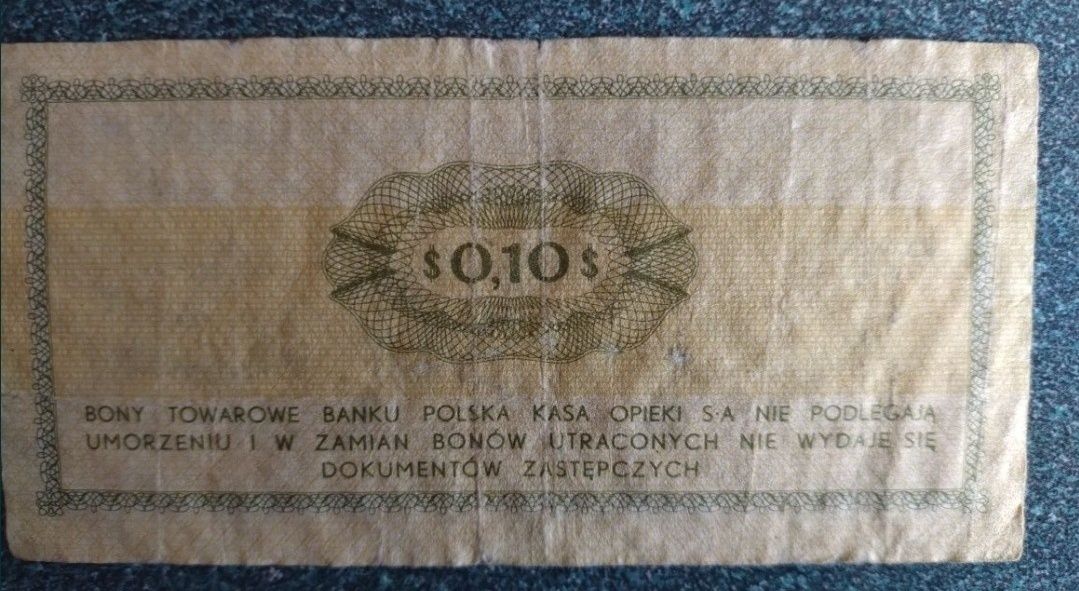 $ 0,10 $
BONY TOWAROWE BANKU POLSKA KASA OPIEKI S·A NIE PODLEGAJĄ
UMORZENIU I W ZAMIAN BONÓW UTRACONYCH NIE WYDAJE SIĘ
DOKUMENTÓW ZASTĘPCZYCH